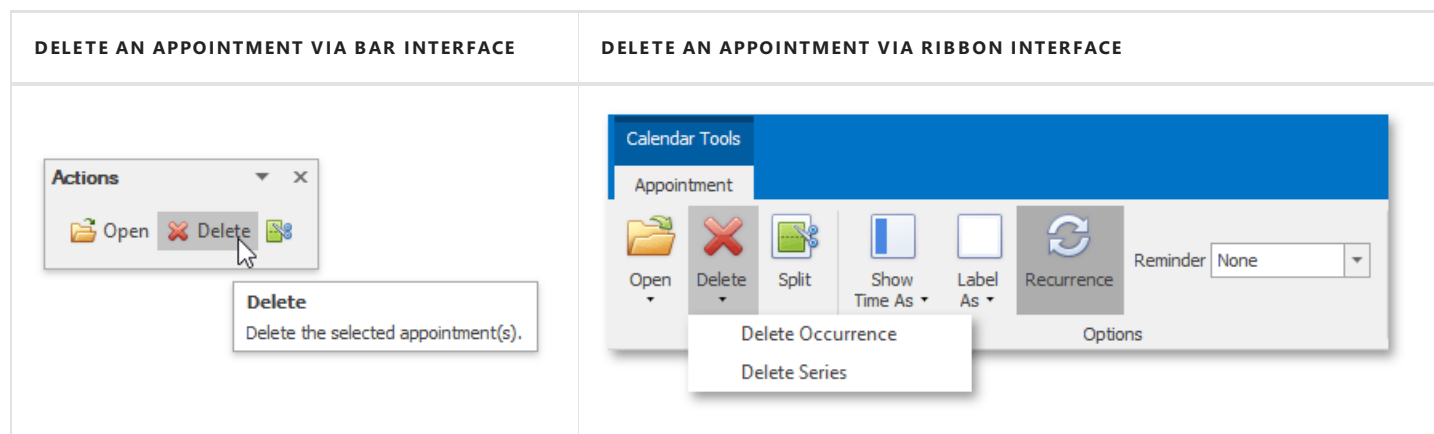 DELETE AN APPOINTMENT VIA BAR INTERFACE
DELETE AN APPOINTMENT VIA RIBBON INTERFACE
Actions
Open Delete
Delete
Delete the selected appointment(s).
Calendar Tools
Appointment
Open Delete Split Show Time As Label As Recurrence Reminder None
Delete Occurrence
Delete Series
Options